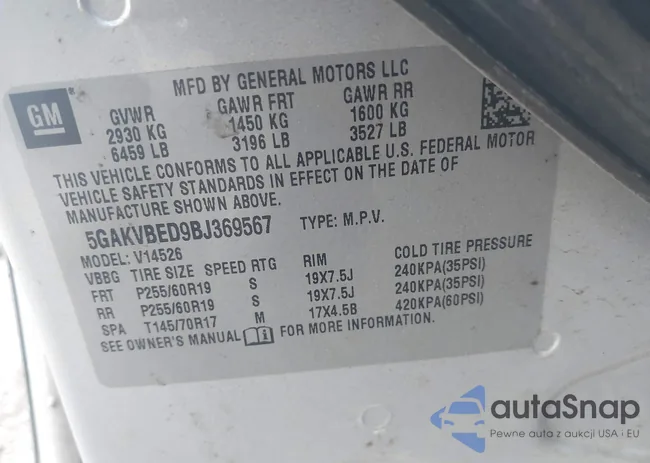 MFD BY GENERAL MOTORS LLC
GM
GVWR GAWR FRT GAWR RR
2930 KG 1450 KG 1600 KG
6459 LB 3196 LB 3527 LB
THIS VEHICLE CONFORMS TO ALL APPLICABLE U.S. FEDERAL MOTOR
VEHICLE SAFETY STANDARDS IN EFFECT ON THE DATE OF
MANUFACTURE SHOWN ABOVE.
5GAKVBED9BJ369567 TYPE: M.P.V.
MODEL: V14526
VBBG TIRE SIZE SPEED RTG RIM COLD TIRE PRESSURE
FRT P255/60R19 S 19X7.5J 240KPA(35PSI)
RR P255/60R19 S 19X7.5J 240KPA(35PSI)
SPA T145/70R17 M 17X4.5B 420KPA(60PSI)
SEE OWNER'S MANUAL FOR MORE INFORMATION.
autaSnap
Pewne auta z aukcji USA i EU